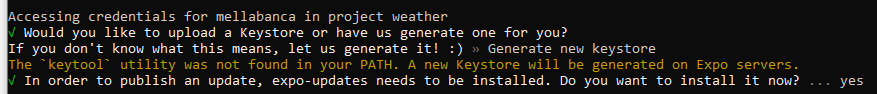 Accessing credentials for mellabanca in project weather
√ Would you like to upload a Keystore or have us generate one for you?
If you don't know what this means, let us generate it! :) » Generate new keystore
The `keytool` utility was not found in your PATH. A new Keystore will be generated on Expo servers.
√ In order to publish an update, expo-updates needs to be installed. Do you want to install it now? ... yes